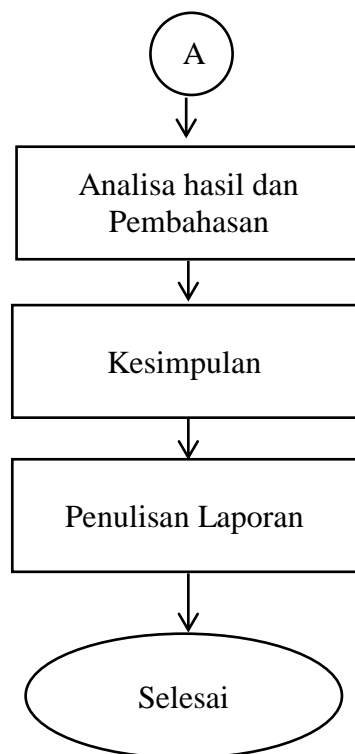 A
Analisa hasil dan
Pembahasan
Kesimpulan
Penulisan Laporan
Selesai